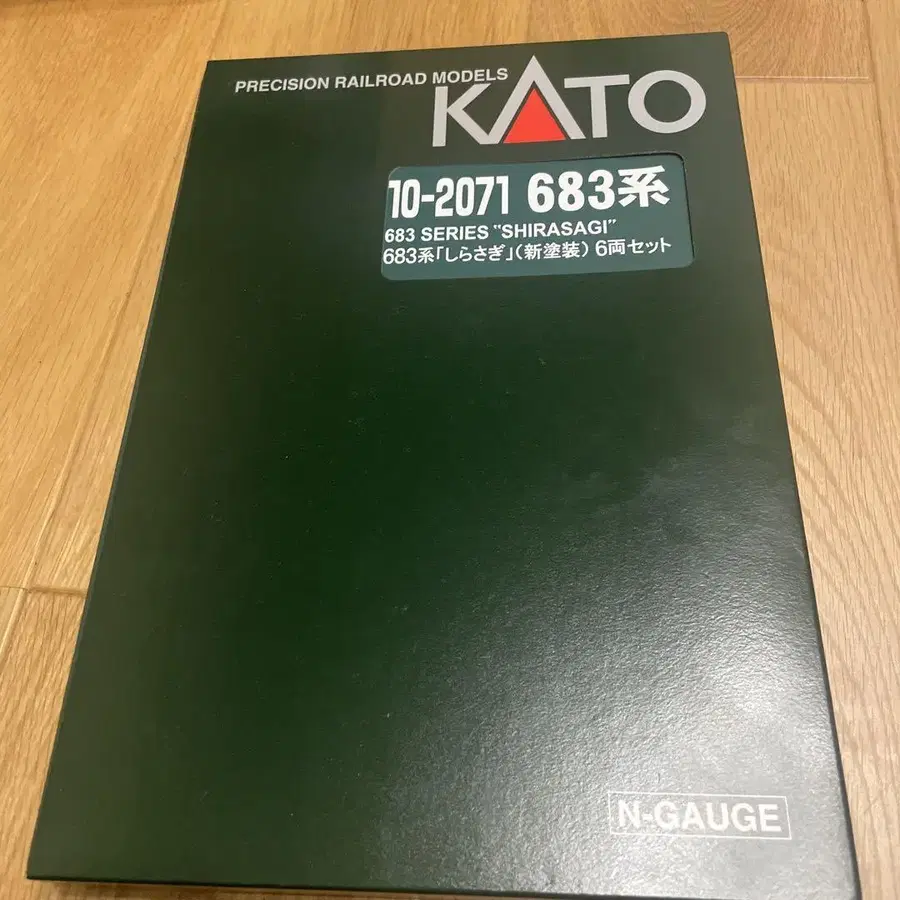 PRECISION RAILROAD MODELS
KATO
10-2071 683系
683 SERIES "SHIRASAGI"
683系「しらさぎ」(新塗装) 6両セット
N-GAUGE